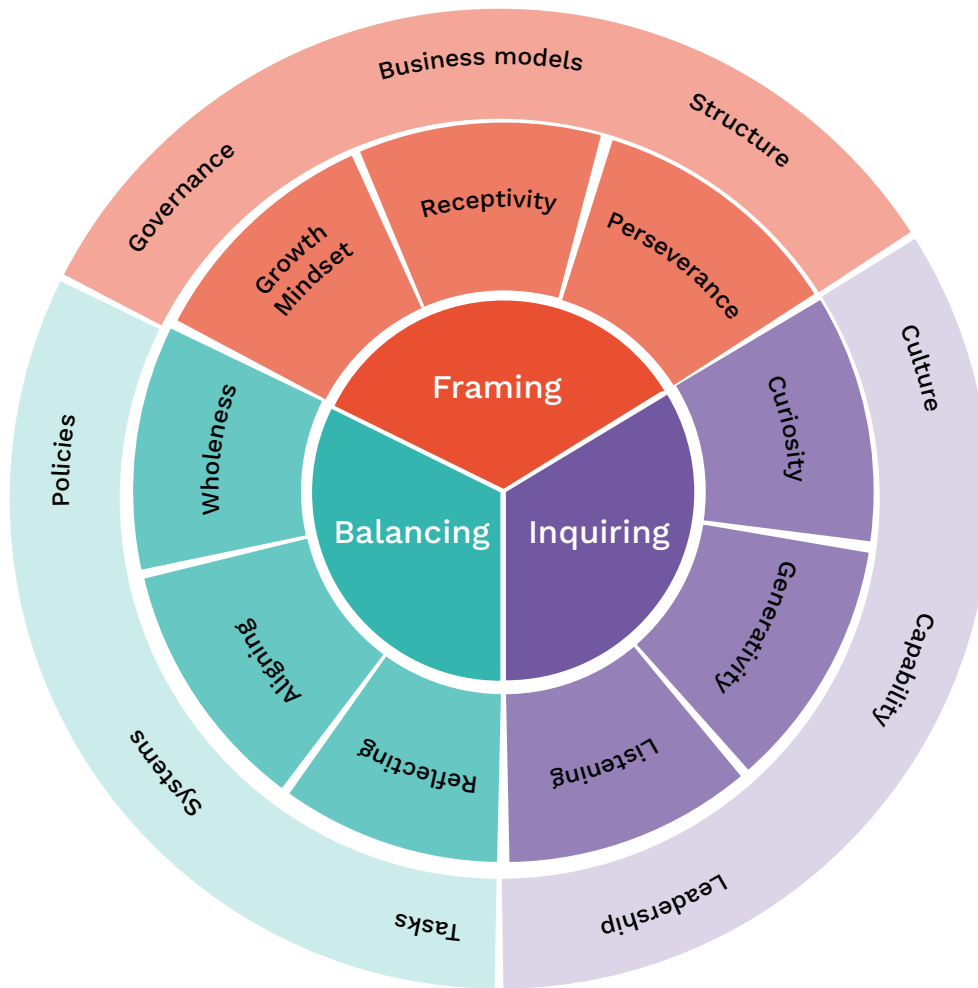 Business models
Structure
Governance
Receptivity
Growth
Mindset
Perseverance
Framing
Culture
Curiosity
Policies
Wholeness
Balancing
Inquiring
Generativity
Capability
Aligning
Systems
Reflecting
Listening
Leadership
Tasks